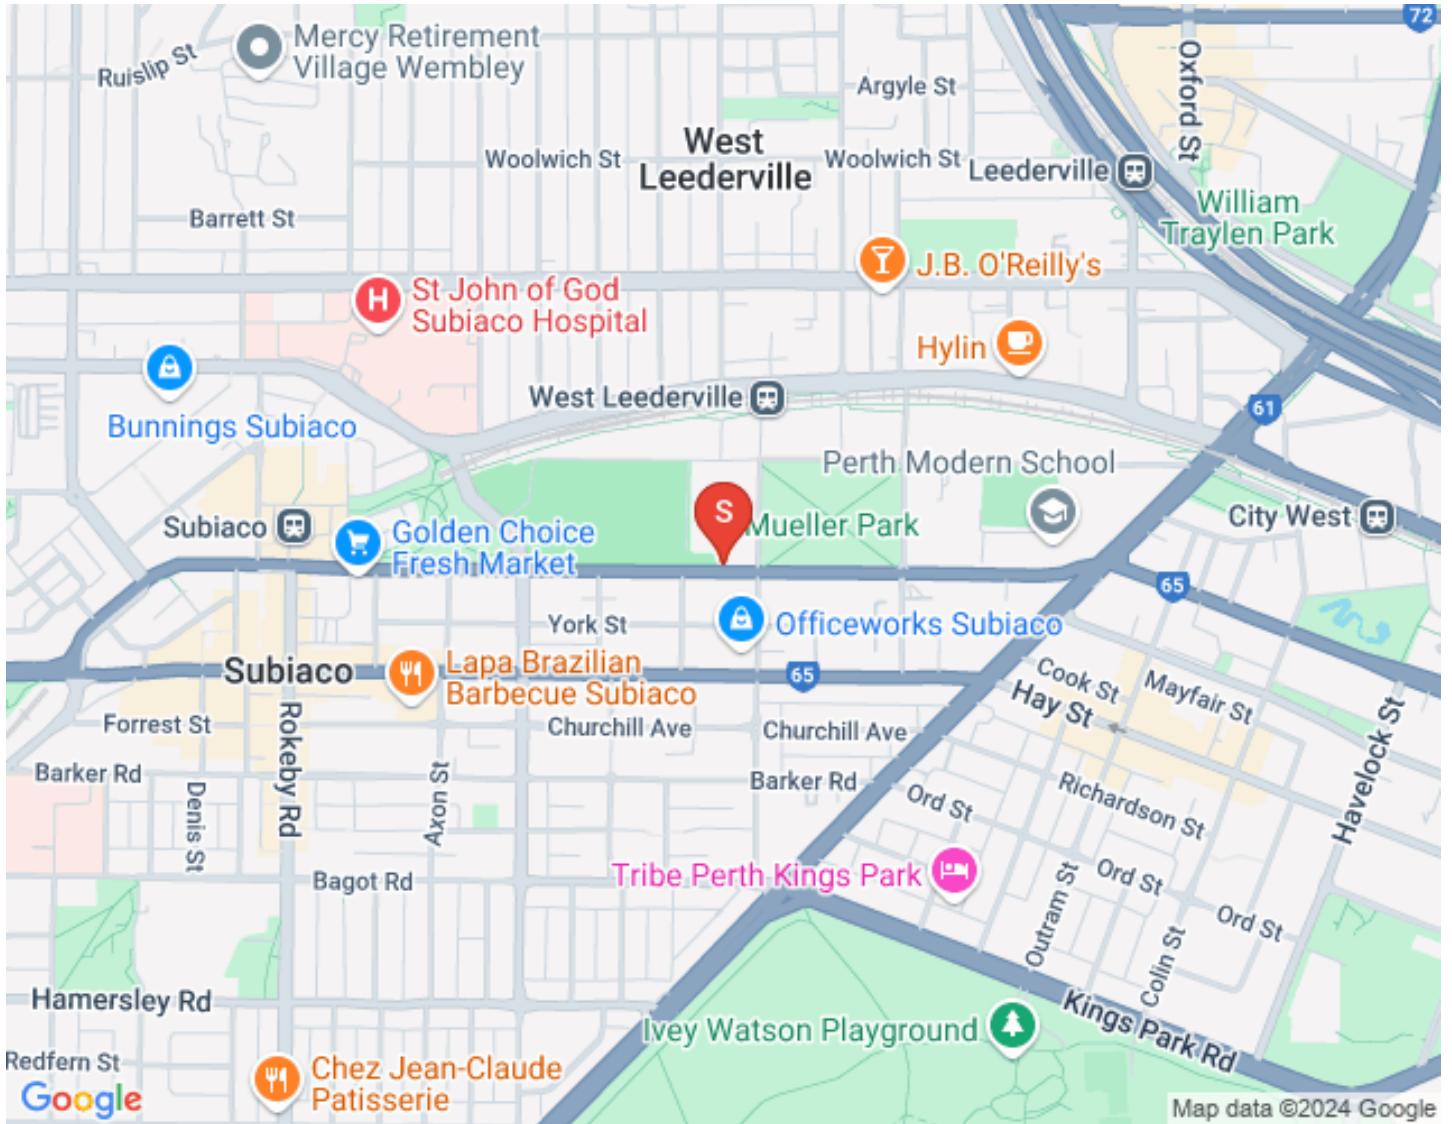 72
Mercy Retirement
Village Wembley
Ruislip St
Oxford St
Argyle St
West
Leederville
Woolwich St
Woolwich St
Leederville
William
Traylen Park
Barrett St
J.B. O'Reilly's
St John of God
Subiaco Hospital
Hylin
West Leederville
61
Bunnings Subiaco
Perth Modern School
S
Mueller Park
Subiaco
City West
Golden Choice
Fresh Market
65
York St
Officeworks Subiaco
Subiaco
Lapa Brazilian
Barbecue Subiaco
65
Cook St
Mayfair St
Hay St
Forrest St
Rokeby Rd
Churchill Ave
Churchill Ave
Havelock St
Barker Rd
Denis St
Axon St
Barker Rd
Ord St
Richardson St
Bagot Rd
Tribe Perth Kings Park
Ord St
Outram St
Ord St
Colin St
Hamersley Rd
Ivey Watson Playground
Kings Park Rd
Redfern St
Chez Jean-Claude
Patisserie
Google
Map data ©2024 Google